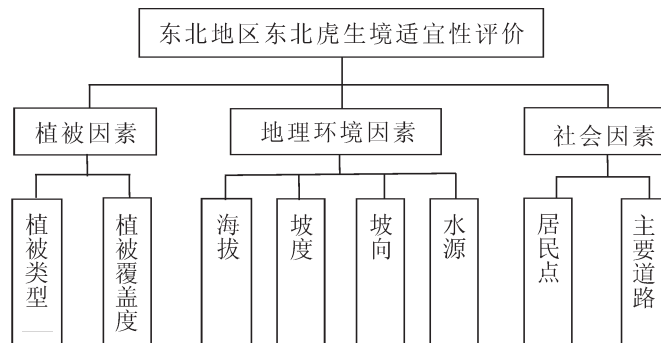 东北地区东北虎生境适宜性评价
植被因素
地理环境因素
社会因素
植被类型
植被覆盖度
海拔
坡度
坡向
水源
居民点
主要道路